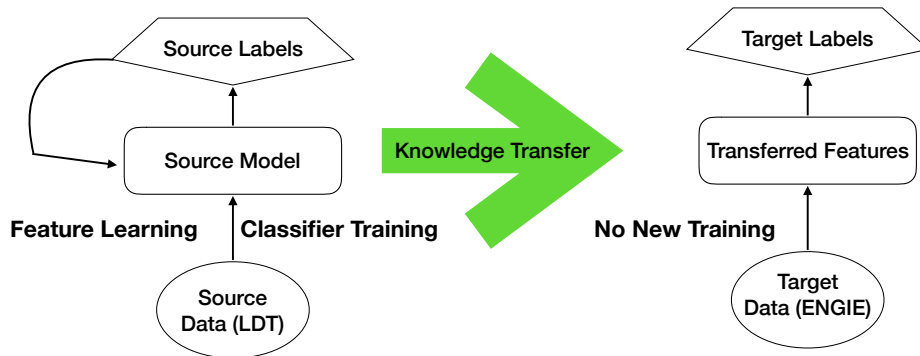 Source Labels
Source Model
Feature Learning
Classifier Training
Source
Data (LDT)
Knowledge Transfer
Target Labels
Transferred Features
No New Training
Target
Data (ENGIE)